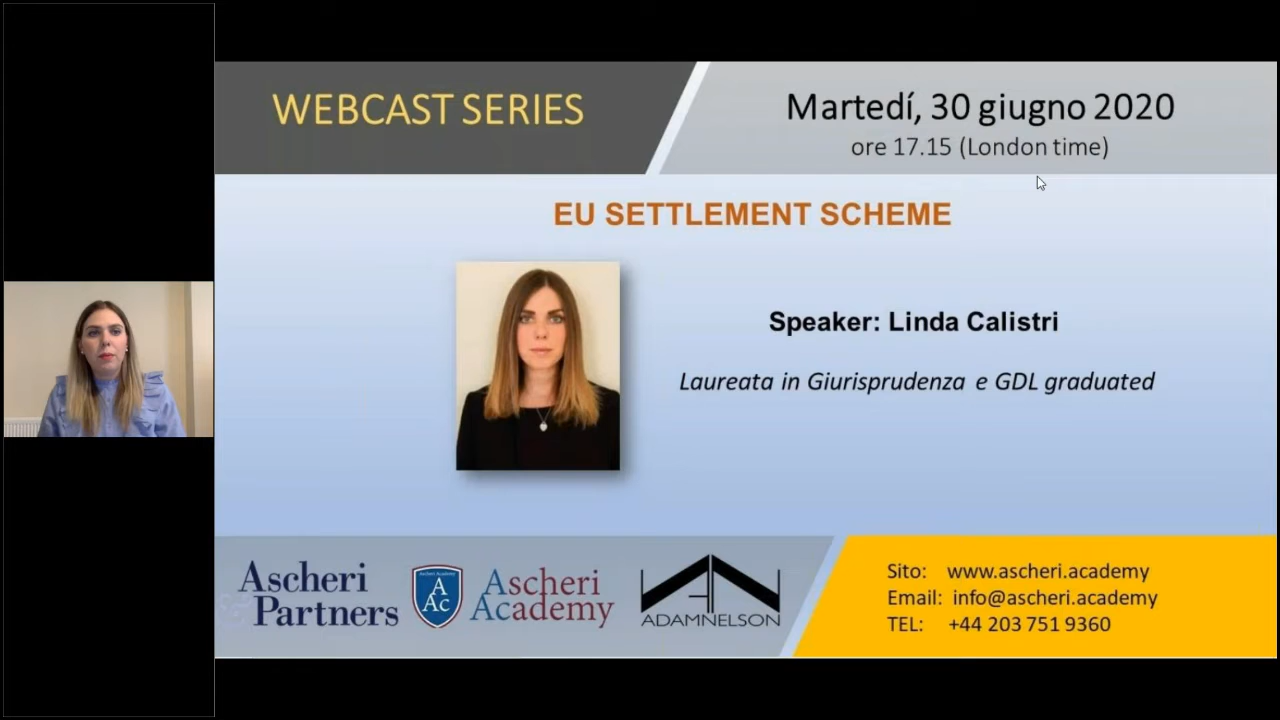 WEBCAST SERIES
Martedí, 30 giugno 2020
ore 17.15 (London time)
EU SETTLEMENT SCHEME
Speaker: Linda Calistri
Laureata in Giurisprudenza e GDL graduated
Ascheri
Partners
Ascheri Academy
A
Ac
Ascheri
Academy
ADAMNELSON
Sito: www.ascheri.academy
Email: info@ascheri.academy
TEL: +44 203 751 9360